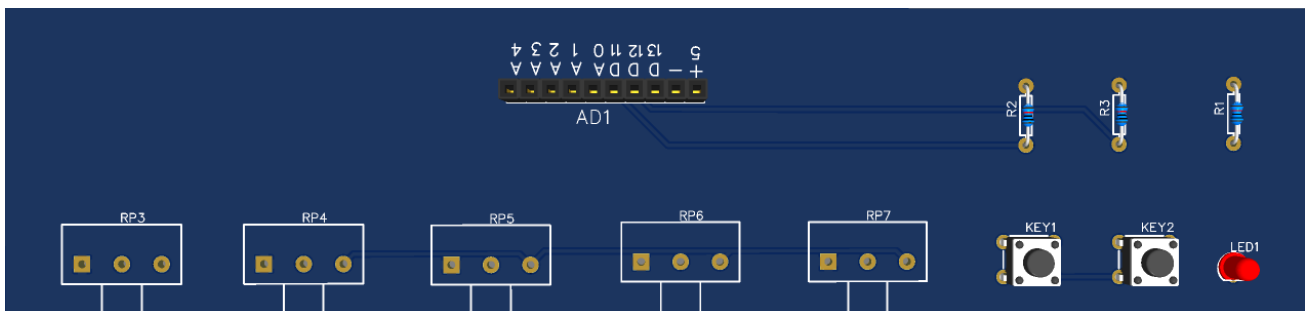 A4 A3 A2 A1 A0 D11 D12 D13 - +5
AD1
R2
R3
R1
RP3 RP4 RP5 RP6 RP7
KEY1 KEY2
LED1